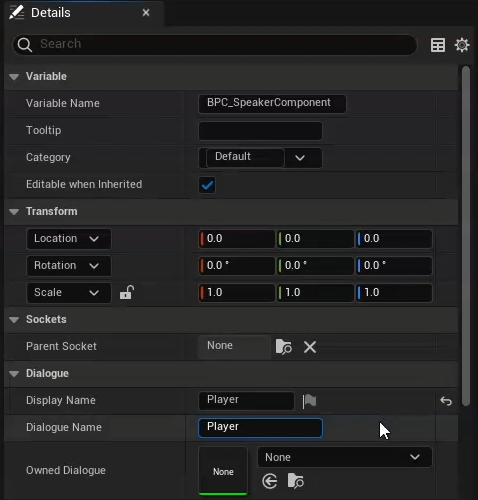 Details
Search
Variable
Variable Name BPC_SpeakerComponent
Tooltip
Category Default
Editable when Inherited
Transform
Location 0.0 0.0 0.0
Rotation 0.0 ° 0.0 ° 0.0 °
Scale 1.0 1.0 1.0
Sockets
Parent Socket None
Dialogue
Display Name Player
Dialogue Name Player
None
Owned Dialogue None